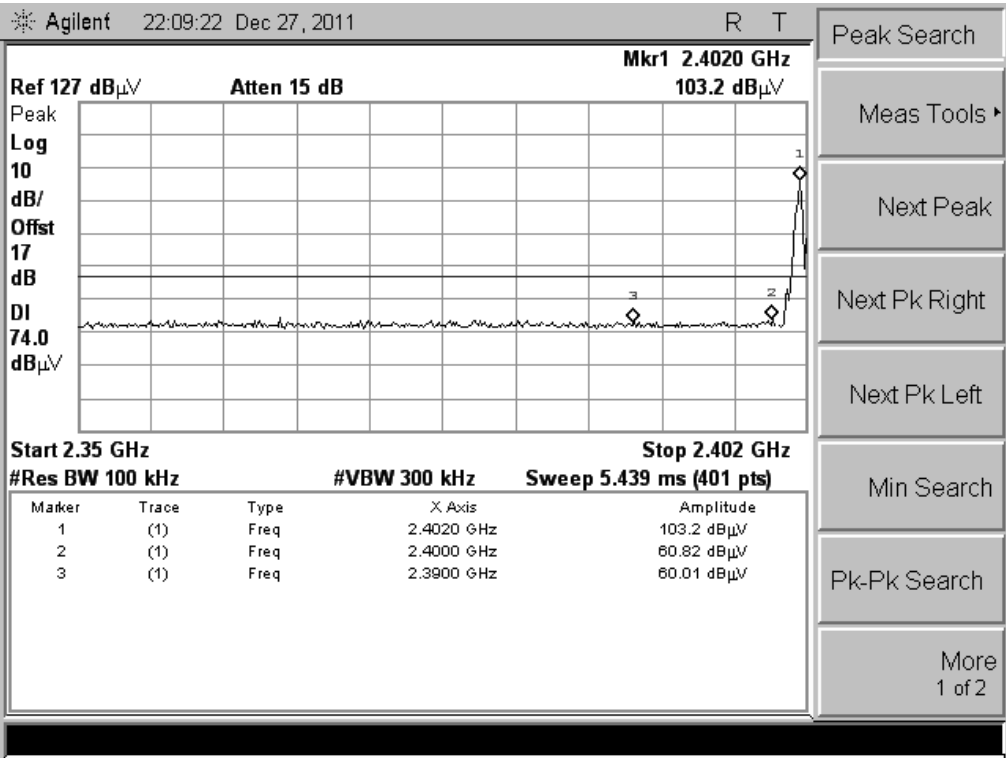 Agilent 22:09:22 Dec 27, 2011 R T
Mkr1 2.4020 GHz
Ref 127 dBμV Atten 15 dB 103.2 dBμV
Peak
Log
10
dB/
Offst
17
dB
DI
74.0
dBμV
1
3
2
Start 2.35 GHz Stop 2.402 GHz
#Res BW 100 kHz #VBW 300 kHz Sweep 5.439 ms (401 pts)
Marker Trace Type X Axis Amplitude
1 (1) Freq 2.4020 GHz 103.2 dBμV
2 (1) Freq 2.4000 GHz 60.82 dBμV
3 (1) Freq 2.3900 GHz 60.01 dBμV
Peak Search
Meas Tools
Next Peak
Next Pk Right
Next Pk Left
Min Search
Pk-Pk Search
More
1 of 2